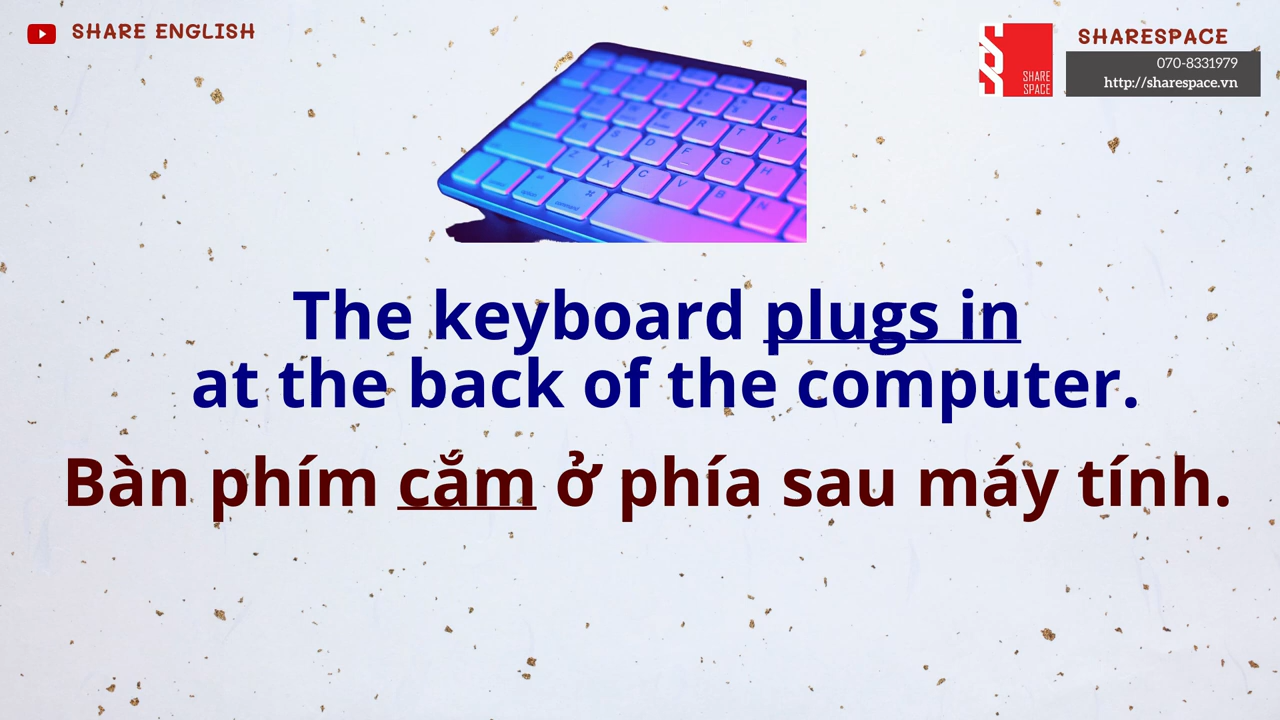 SHARE ENGLISH
SHARESPACE
SHARE
SPACE
070-8331979
http://sharespace.vn
The keyboard plugs in
at the back of the computer.
Bàn phím cắm ở phía sau máy tính.